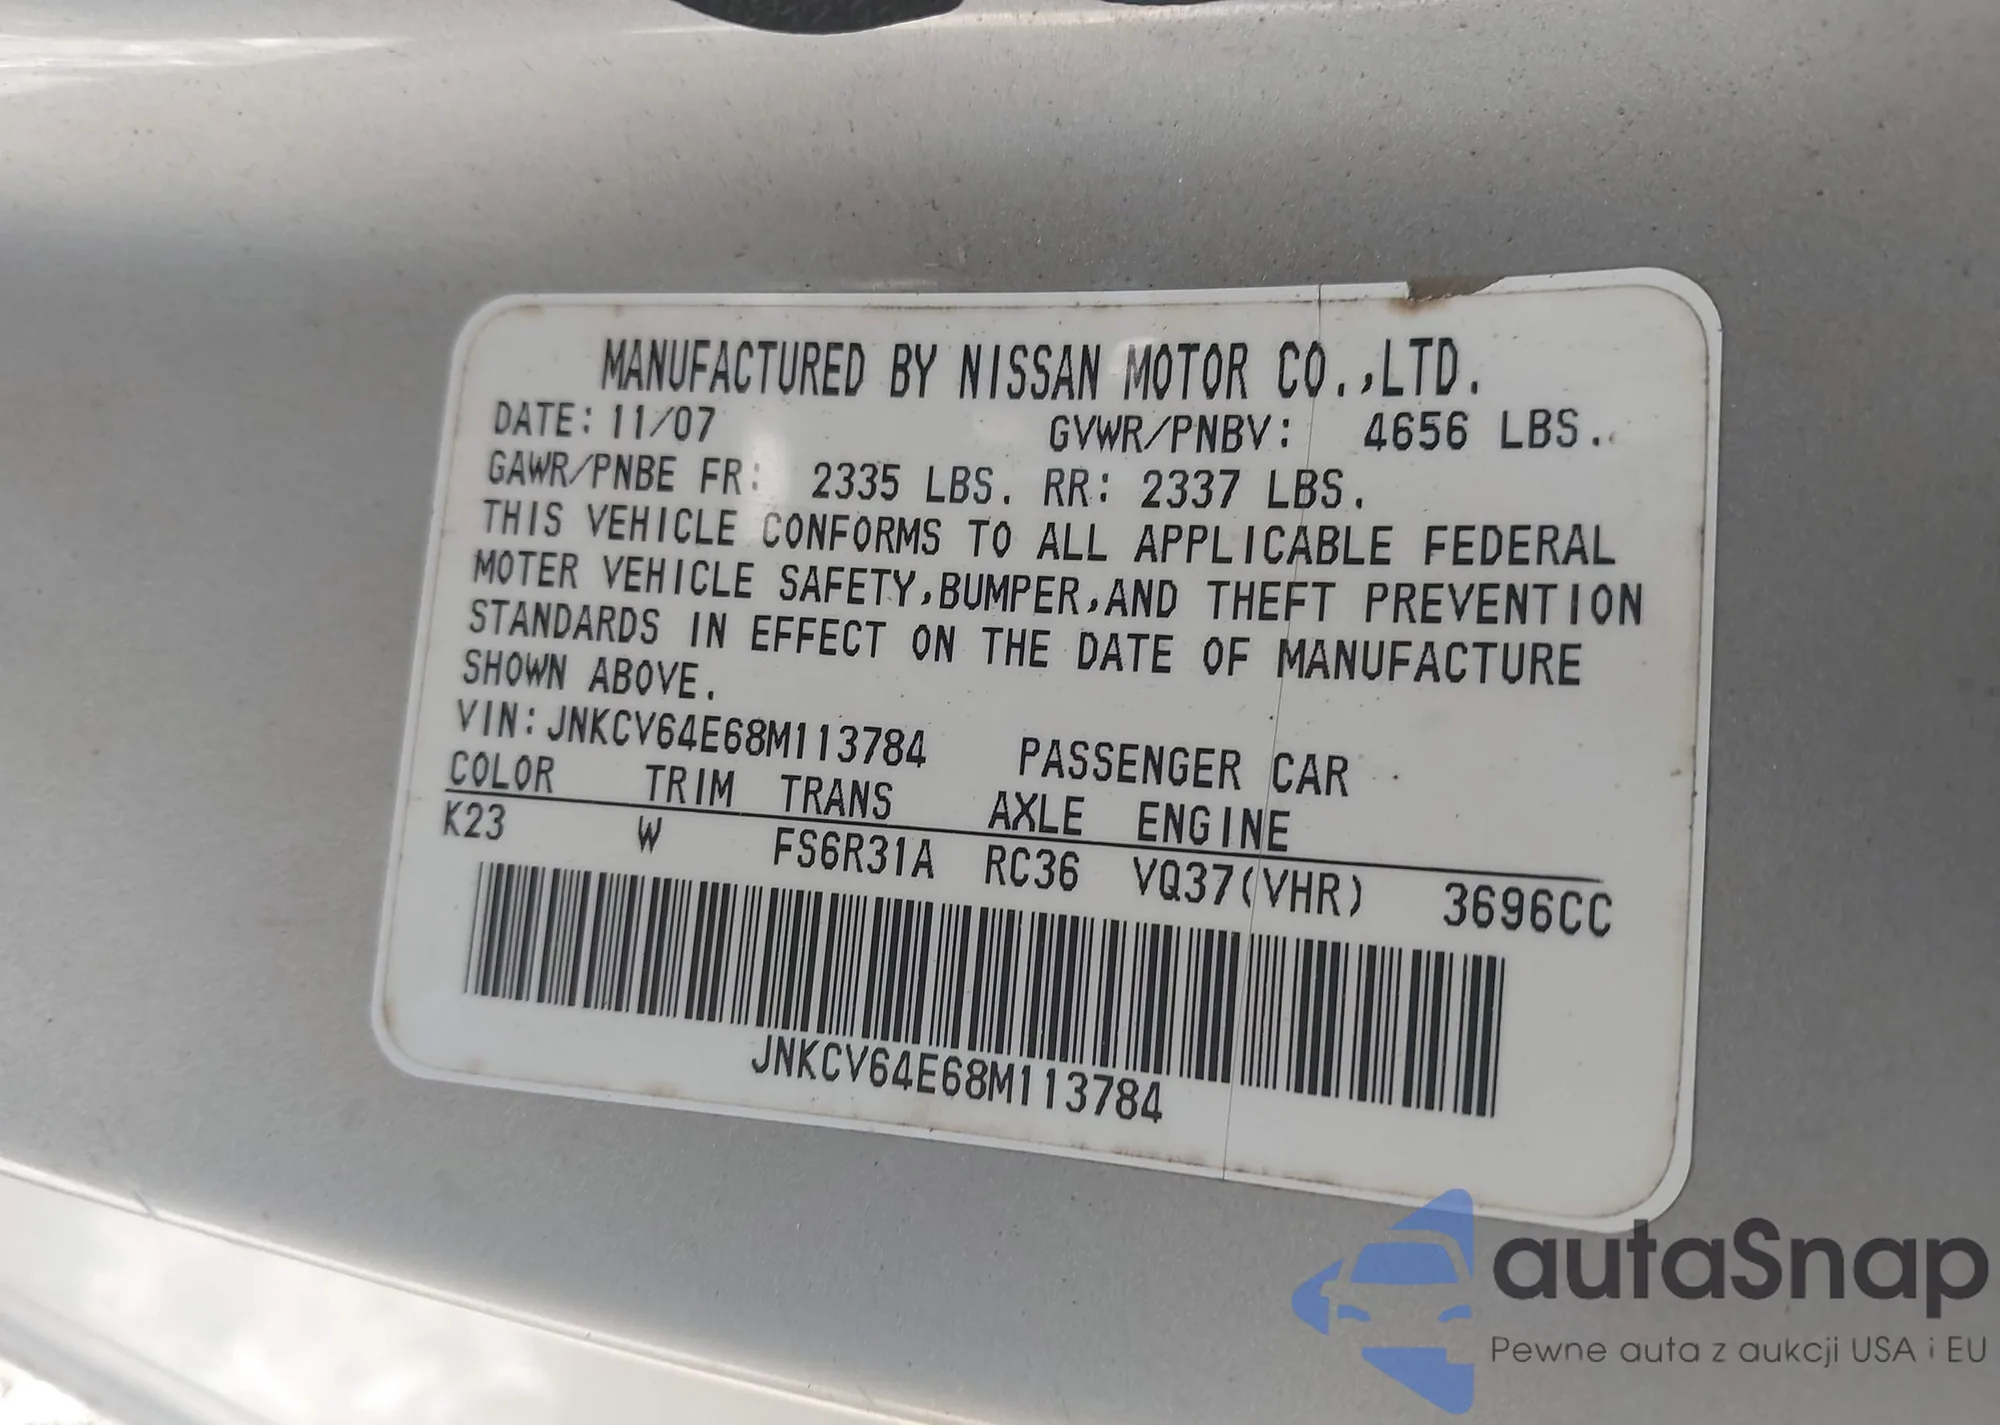 MANUFACTURED BY NISSAN MOTOR CO.,LTD.
DATE: 11/07 GVWR/PNBV: 4656 LBS.
GAWR/PNBE FR: 2335 LBS. RR: 2337 LBS.
THIS VEHICLE CONFORMS TO ALL APPLICABLE FEDERAL
MOTER VEHICLE SAFETY,BUMPER,AND THEFT PREVENTION
STANDARDS IN EFFECT ON THE DATE OF MANUFACTURE
SHOWN ABOVE.
VIN: JNKCV64E68M113784 PASSENGER CAR
COLOR TRIM TRANS AXLE ENGINE
K23 W FS6R31A RC36 VQ37(VHR) 3696CC
JNKCV64E68M113784
autaSnap
Pewne auta z aukcji USA i EU